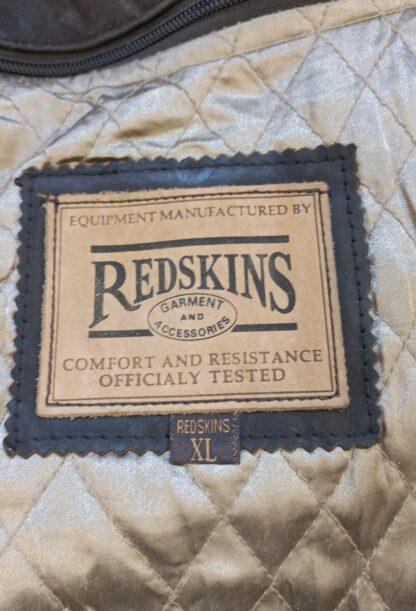 EQUIPMENT MANUFACTURED BY
REDSKINS
GARMENT
AND
ACCESSORIES
COMFORT AND RESISTANCE
OFFICIALY TESTED
REDSKINS
XL